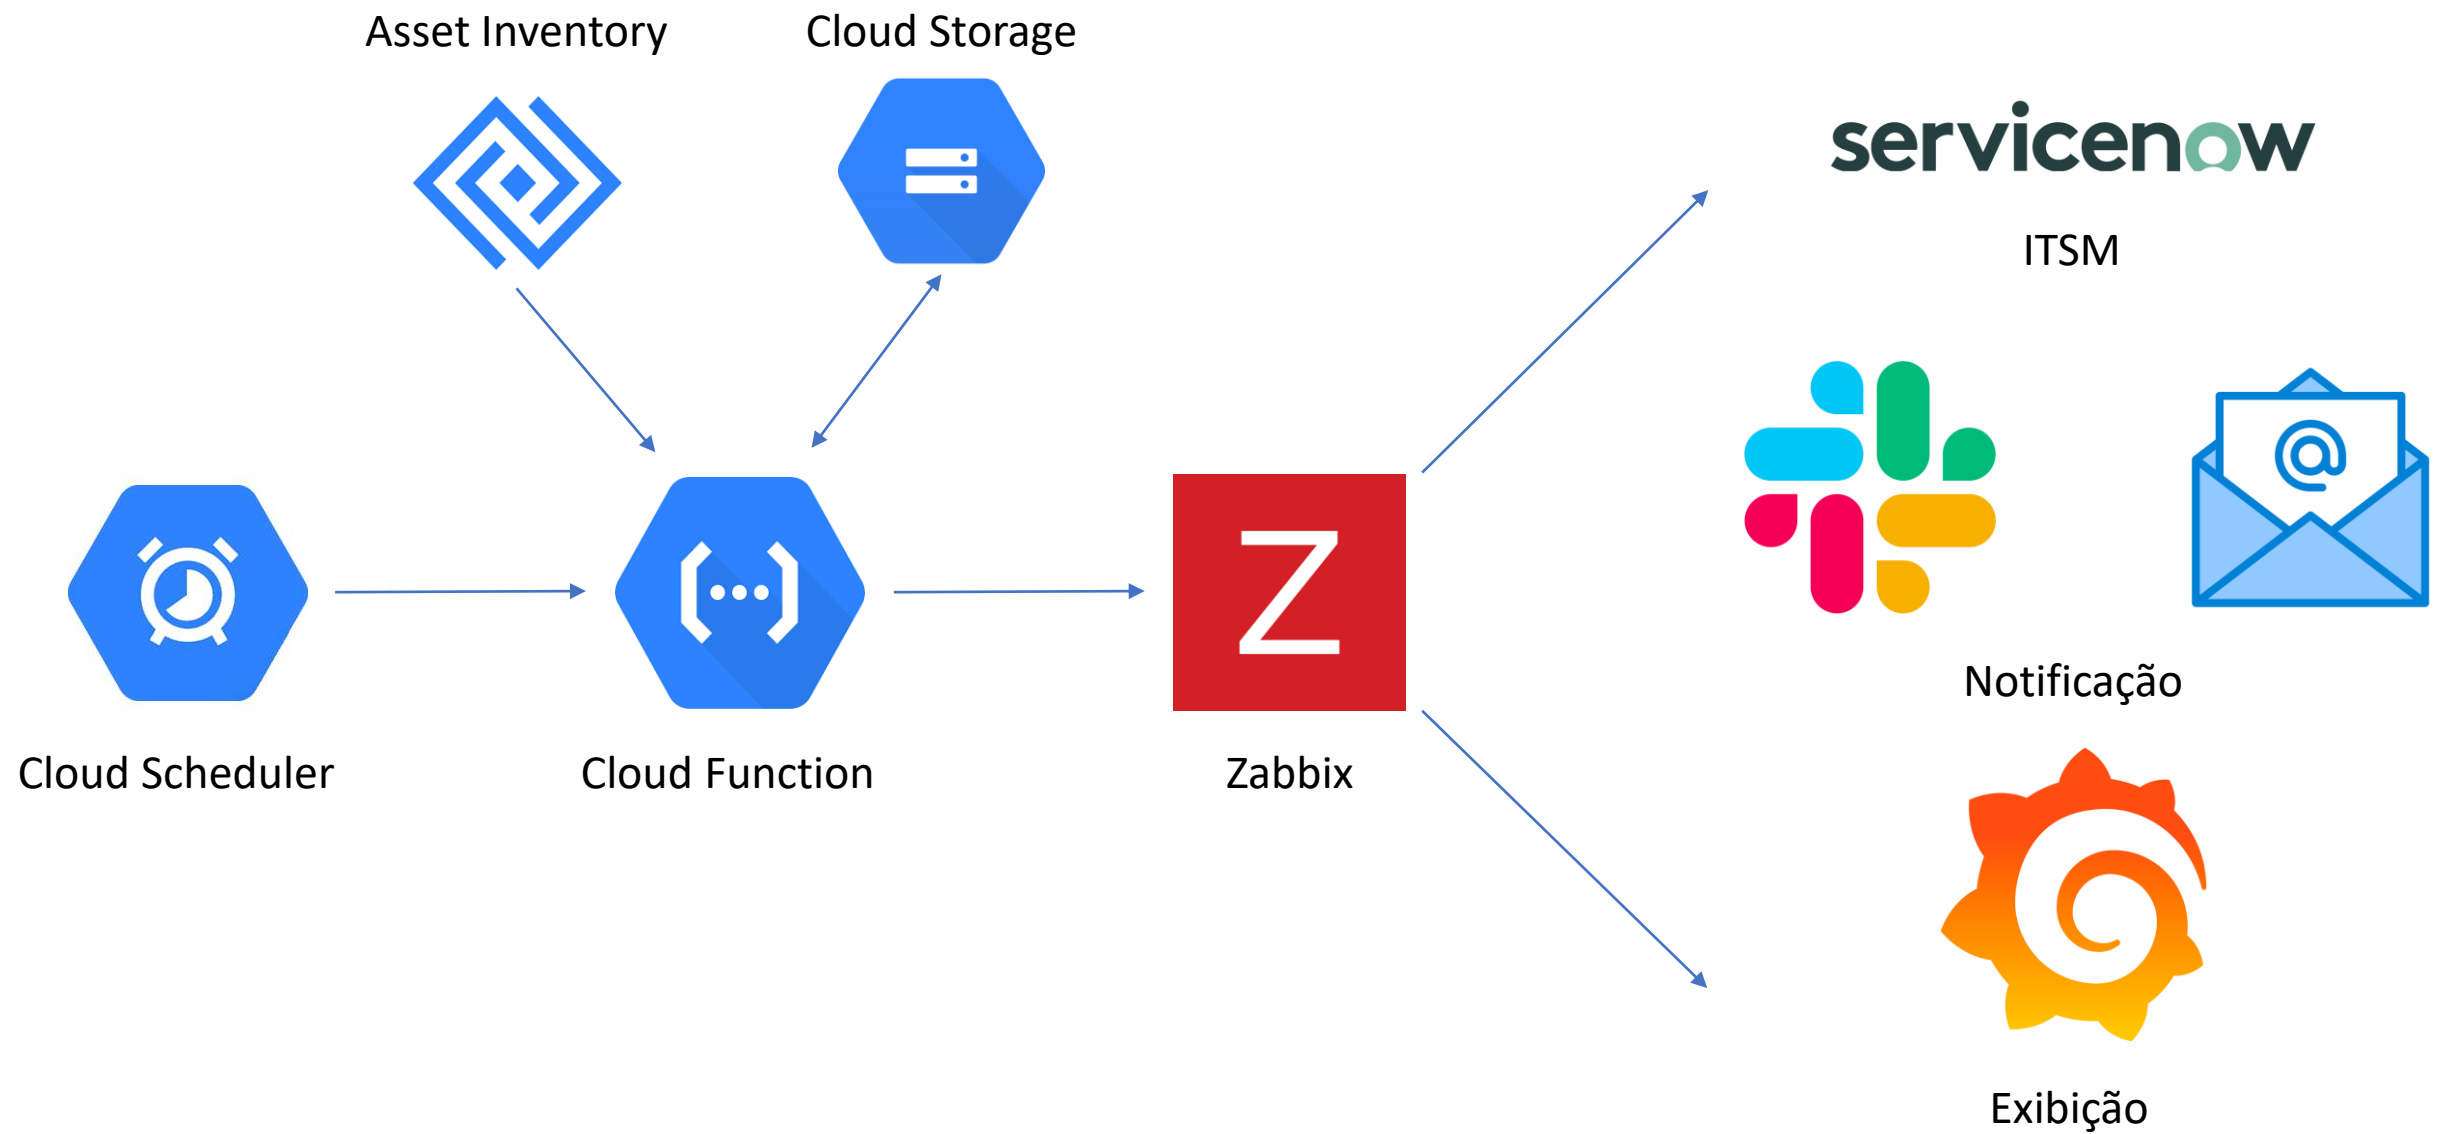 Asset Inventory
Cloud Storage
servicenow
ITSM
@
Z
Notificação
Cloud Scheduler
Cloud Function
Zabbix
Exibição